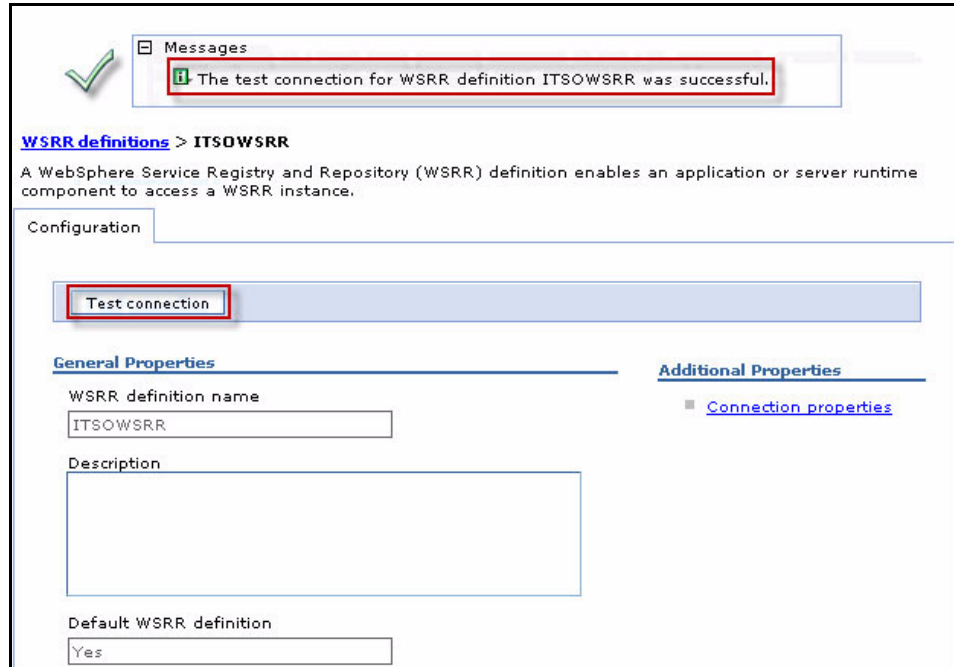 Messages
The test connection for WSRR definition ITSOWSRR was successful.
WSRR definitions > ITSOWSRR
A WebSphere Service Registry and Repository (WSRR) definition enables an application or server runtime
component to access a WSRR instance.
Configuration
Test connection
General Properties
WSRR definition name
ITSOWSRR
Description
Default WSRR definition
Yes
Additional Properties
Connection properties